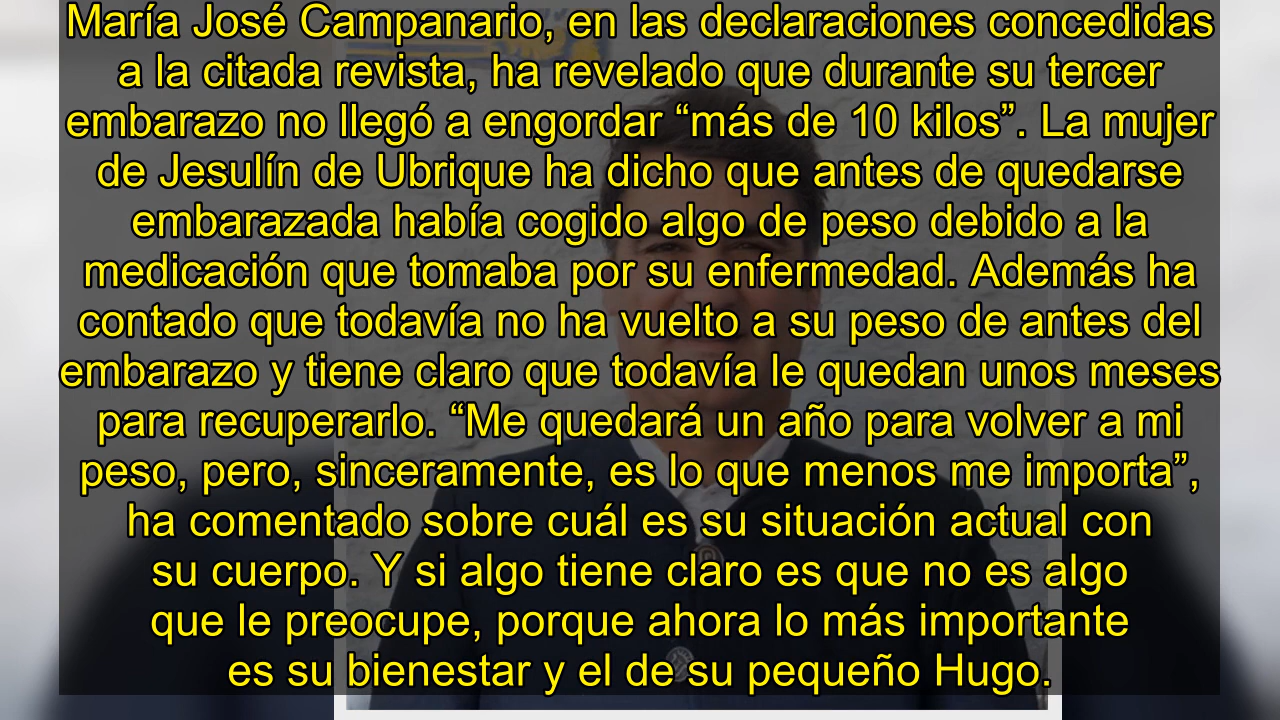 María José Campanario, en las declaraciones concedidas
a la citada revista, ha revelado que durante su tercer
embarazo no llegó a engordar “más de 10 kilos”. La mujer
de Jesulín de Ubrique ha dicho que antes de quedarse
embarazada había cogido algo de peso debido a la
medicación que tomaba por su enfermedad. Además ha
contado que todavía no ha vuelto a su peso de antes del
embarazo y tiene claro que todavía le quedan unos meses
para recuperarlo. “Me quedará un año para volver a mi
peso, pero, sinceramente, es lo que menos me importa”,
ha comentado sobre cuál es su situación actual con
su cuerpo. Y si algo tiene claro es que no es algo
que le preocupe, porque ahora lo más importante
es su bienestar y el de su pequeño Hugo.